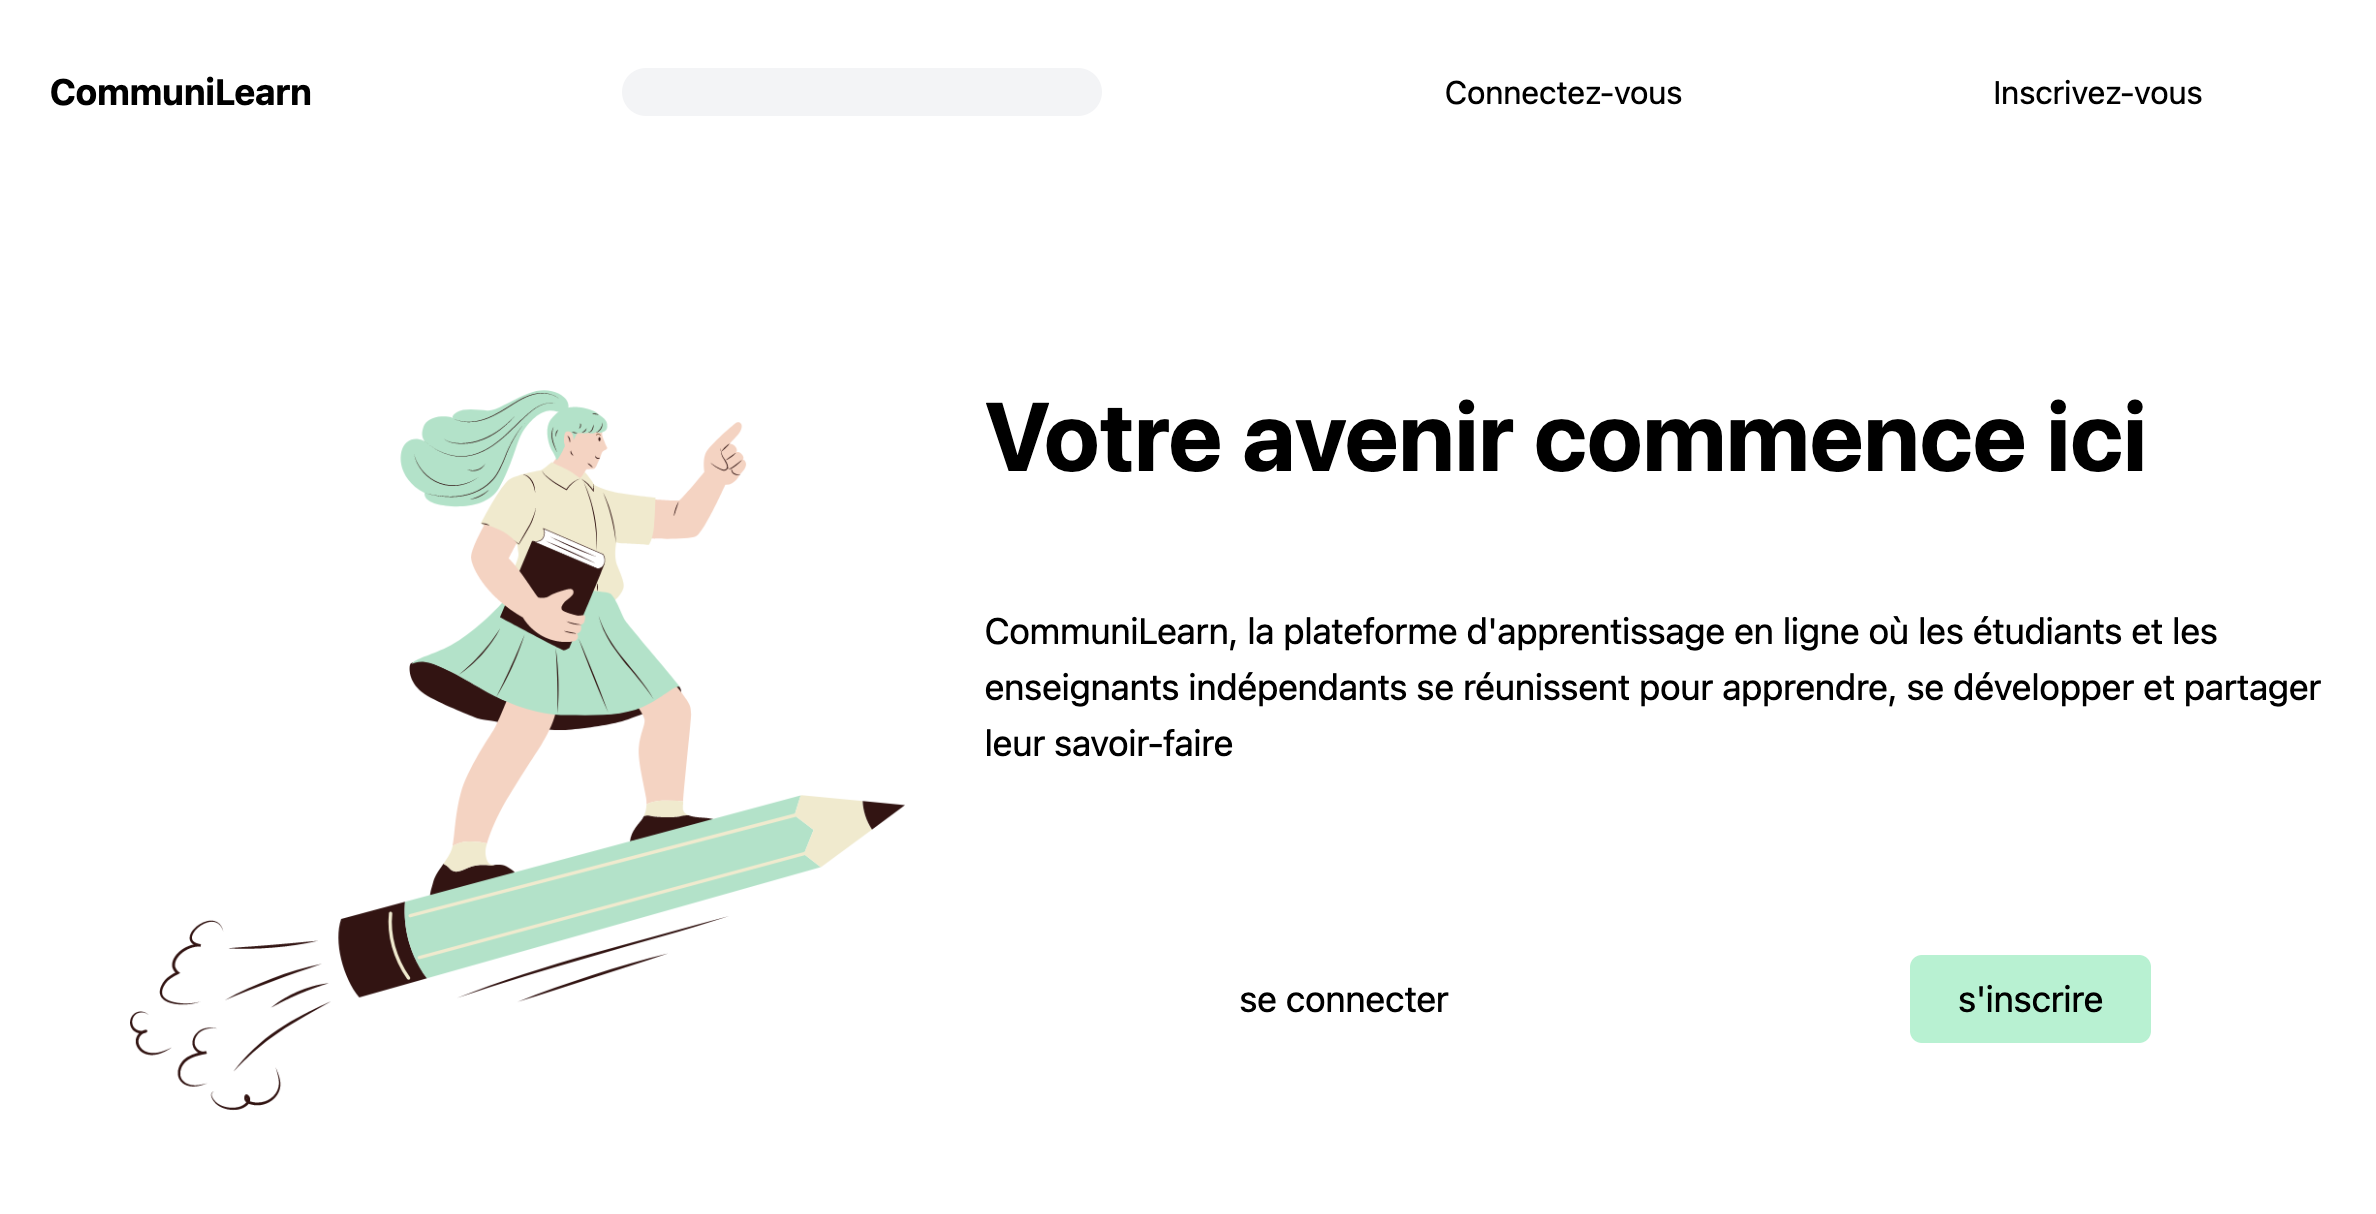 CommuniLearn
Connectez-vous
Inscrivez-vous
Votre avenir commence ici
CommuniLearn, la plateforme d'apprentissage en ligne où les étudiants et les
enseignants indépendants se réunissent pour apprendre, se développer et partager
leur savoir-faire
se connecter
s'inscrire